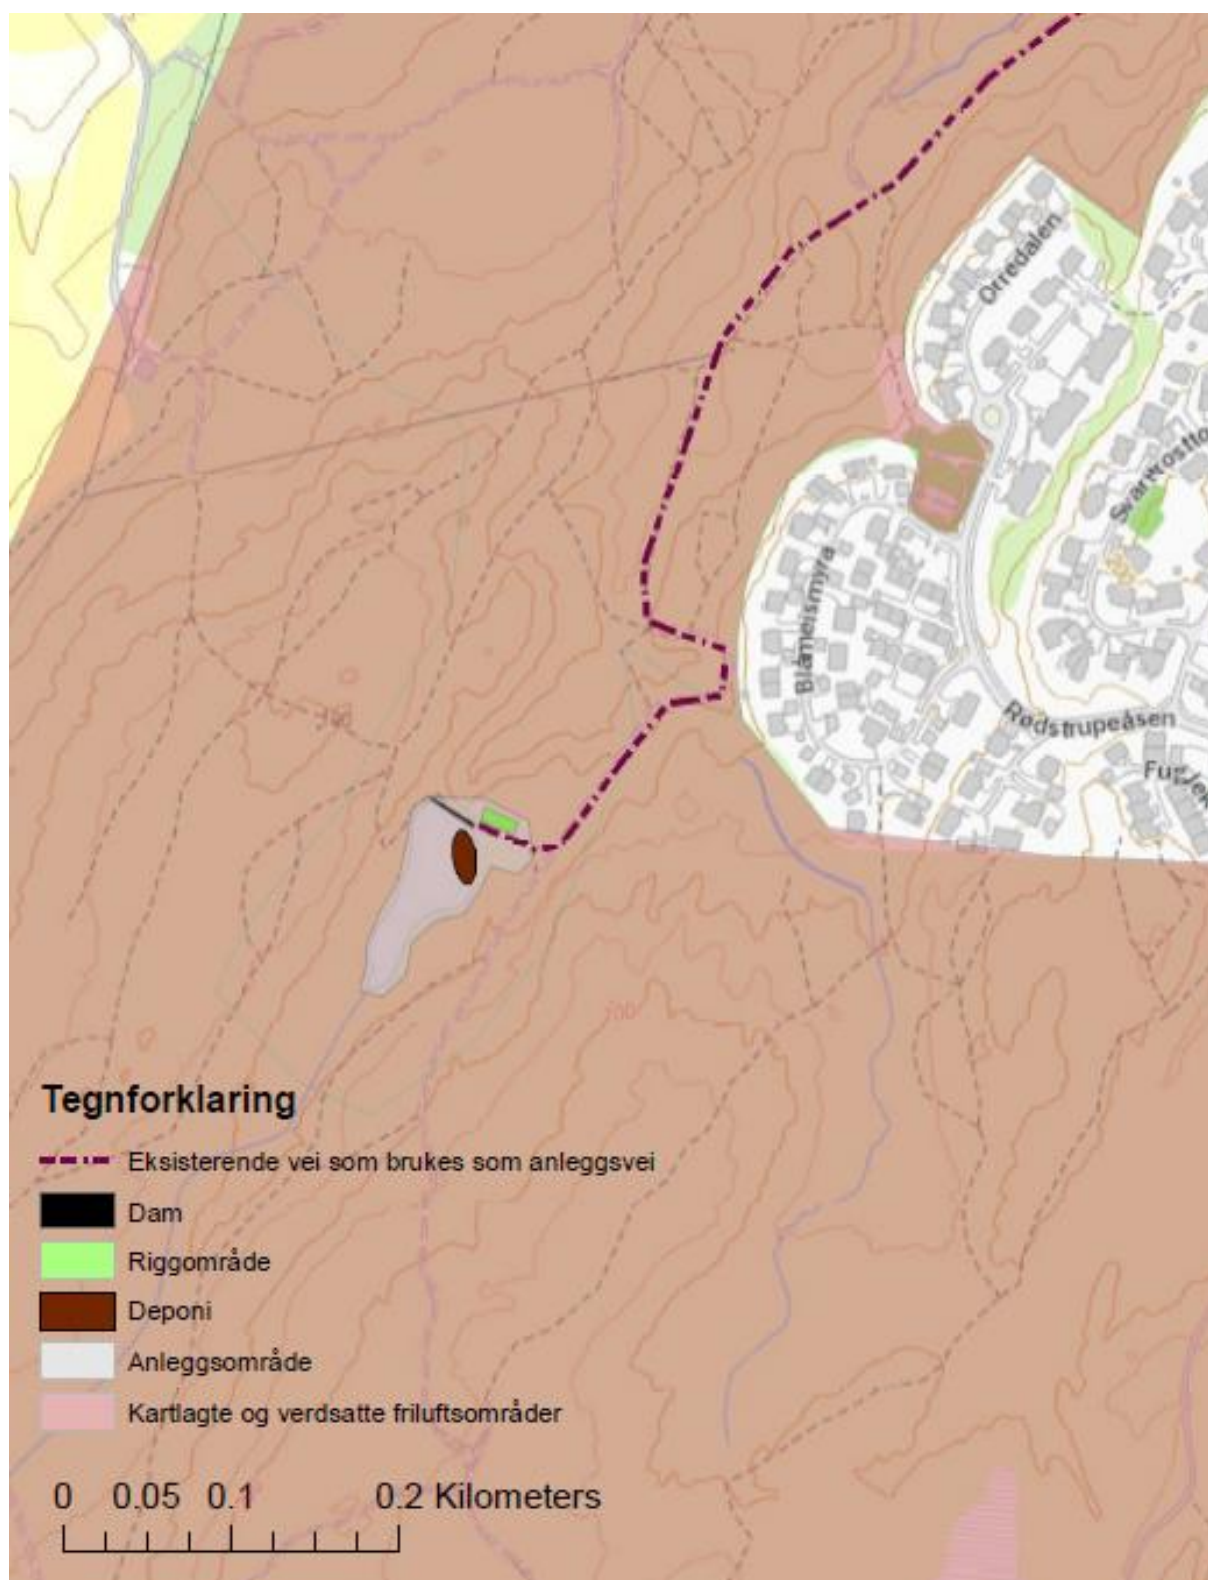 Orredalen
Blåmeismyra
Rødstrupeåsen
100
Tegnforklaring
Eksisterende vei som brukes som anleggsvei
Dam
Riggområde
Deponi
Anleggsområde
Kartlagte og verdsatte friluftsområder
0 0.05 0.1 0.2 Kilometers